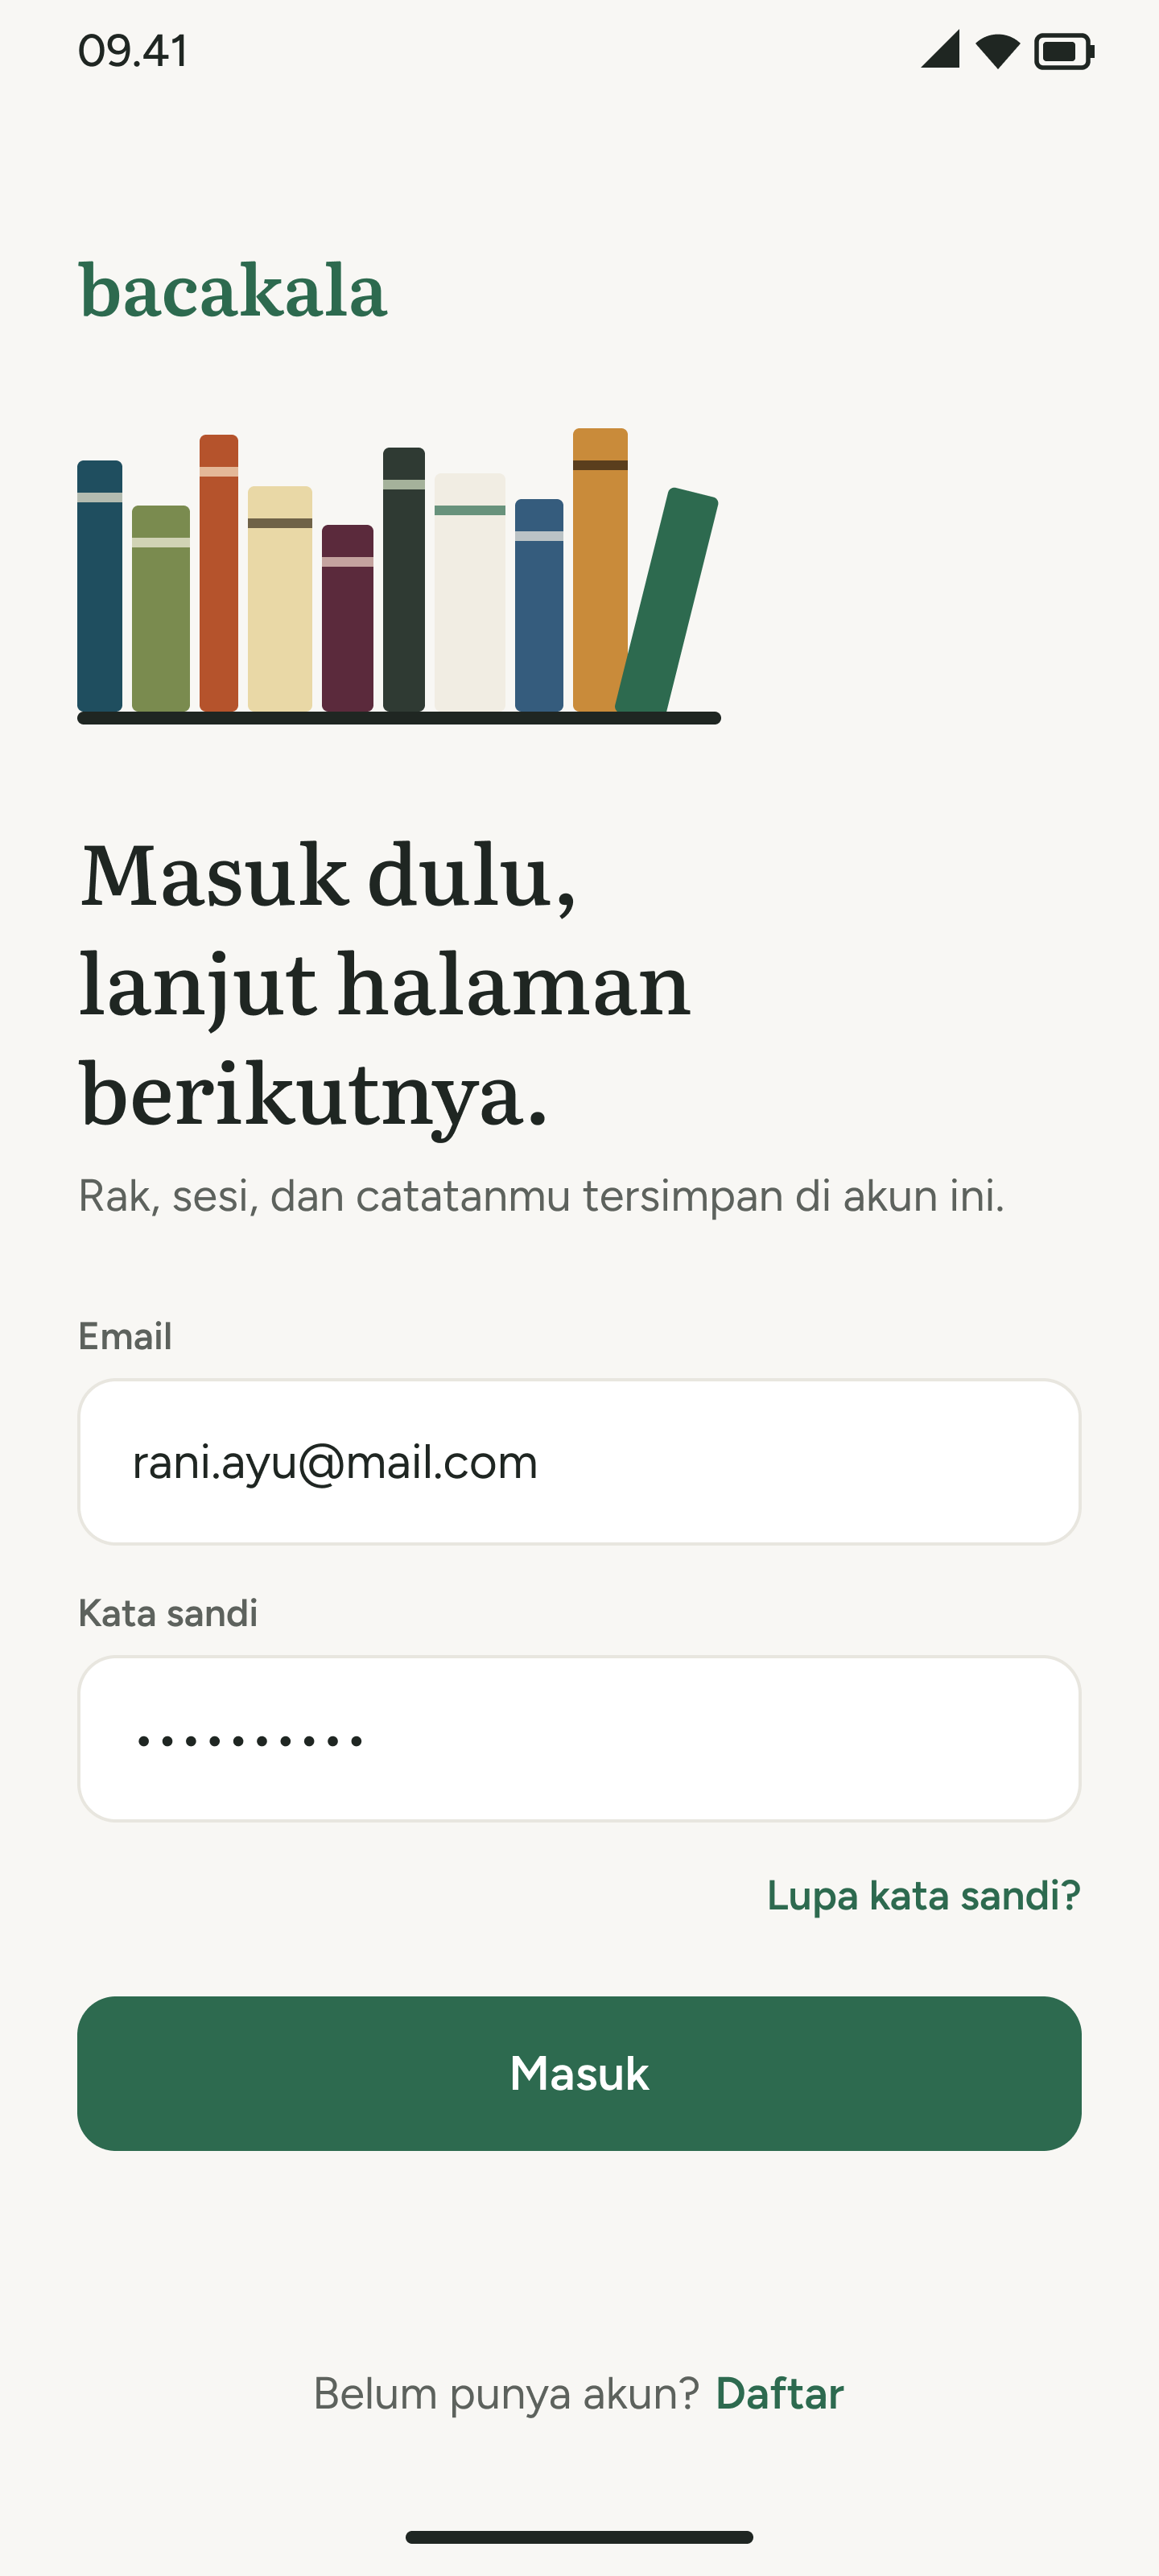 09.41
bacakala
Masuk dulu,
lanjut halaman
berikutnya.
Rak, sesi, dan catatanmu tersimpan di akun ini.
Email
rani.ayu@mail.com
Kata sandi
••••••••••
Lupa kata sandi?
Masuk
Belum punya akun? Daftar